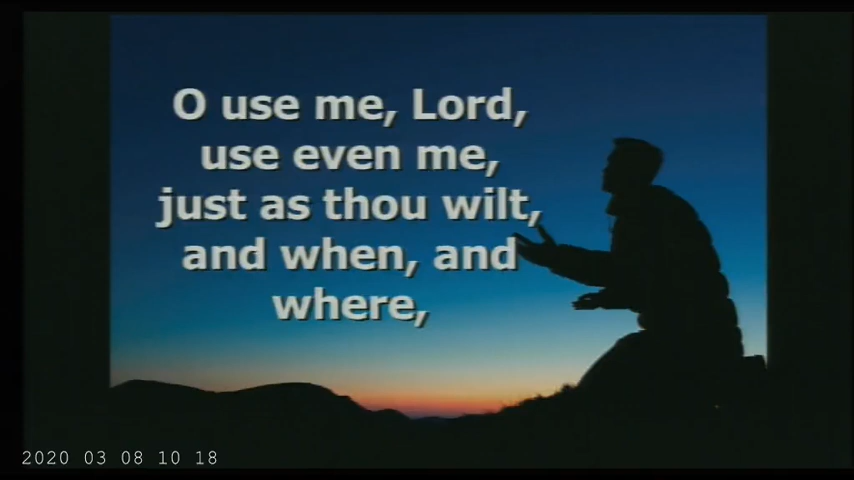 O use me, Lord,
use even me,
just as thou wilt,
and when, and
where,
2020 03 08 10 18